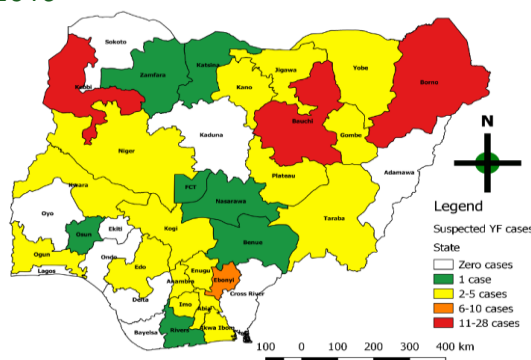 Sokoto
Katsina
Zamfara
Jigawa
Yobe
Borno
Kebbi
Kano
Bauchi
Gombe
Kaduna
Niger
Adamawa
Plateau
FCT
Nasarawa
Kwara
Taraba
Oyo
Kogi
Osun
Ekiti
Benue
Ondo
Ogun
Edo
Enugu
Ebonyi
Lagos
Anambra
Cross River
Delta
Imo
Abia
Bayelsa
Rivers
Akwa Ibom
N
Legend
Suspected YF cases
State
Zero cases
1 case
2-5 cases
6-10 cases
11-28 cases
100 0 100 200 300 400 km